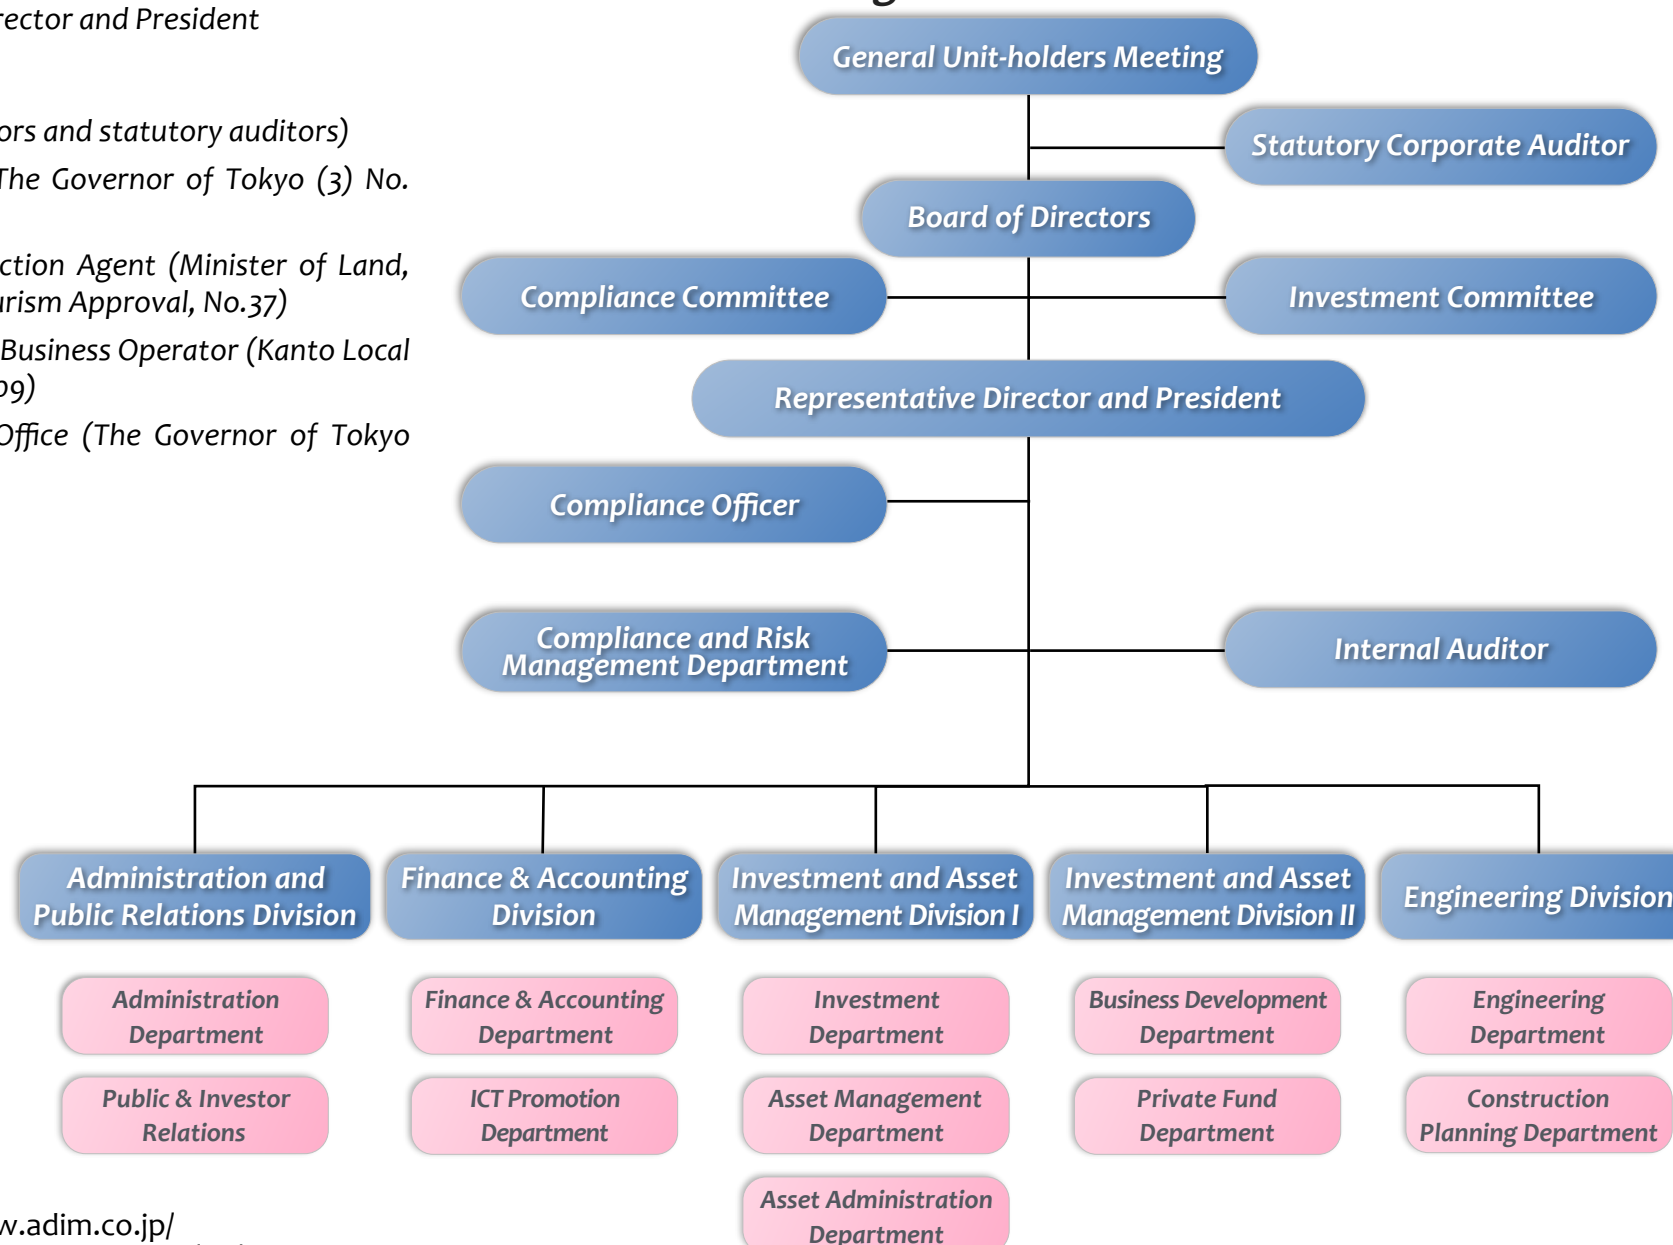 rector and President
ors and statutory auditors)
The Governor of Tokyo (3) No.
ction Agent (Minister of Land,
urism Approval, No.37)
Business Operator (Kanto Local
09)
Office (The Governor of Tokyo
General Unit-holders Meeting
Statutory Corporate Auditor
Board of Directors
Compliance Committee
Investment Committee
Representative Director and President
Compliance Officer
Compliance and Risk
Management Department
Internal Auditor
Administration and
Public Relations Division
Finance & Accounting
Division
Investment and Asset
Management Division I
Investment and Asset
Management Division II
Engineering Division
Administration
Department
Public & Investor
Relations
Finance & Accounting
Department
ICT Promotion
Department
Investment
Department
Asset Management
Department
Asset Administration
Department
Business Development
Department
Private Fund
Department
Engineering
Department
Construction
Planning Department
w.adim.co.jp/